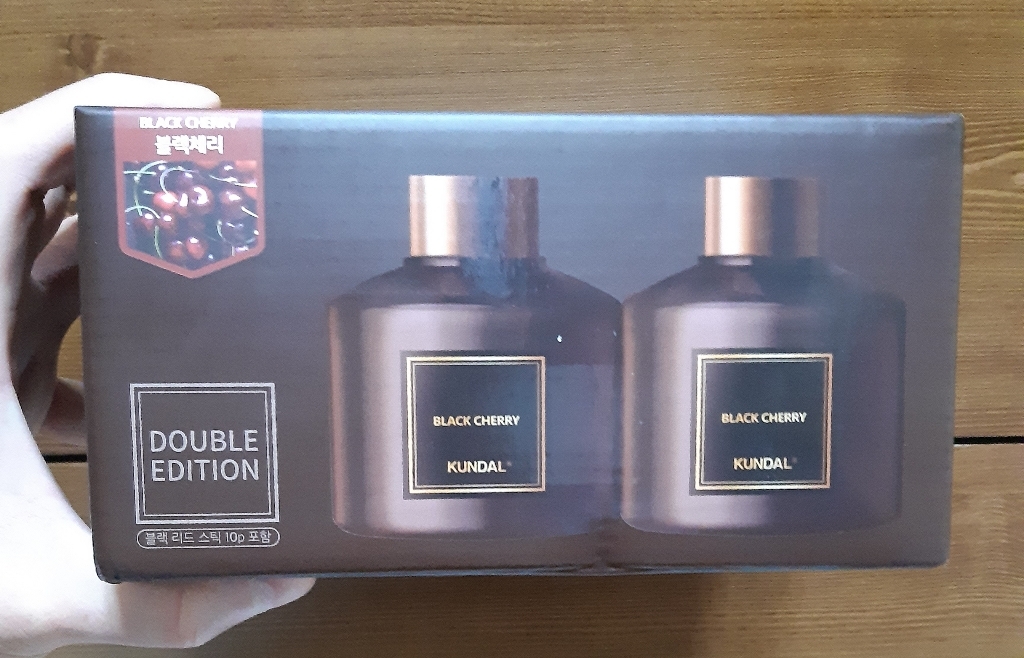 BLACK CHERRY
블랙체리
DOUBLE
EDITION
블랙 리드 스틱 10p 포함
BLACK CHERRY
KUNDAL
BLACK CHERRY
KUNDAL